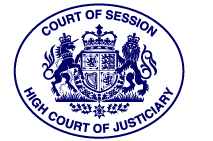 COURT OF SESSION
HIGH COURT OF JUSTICIARY